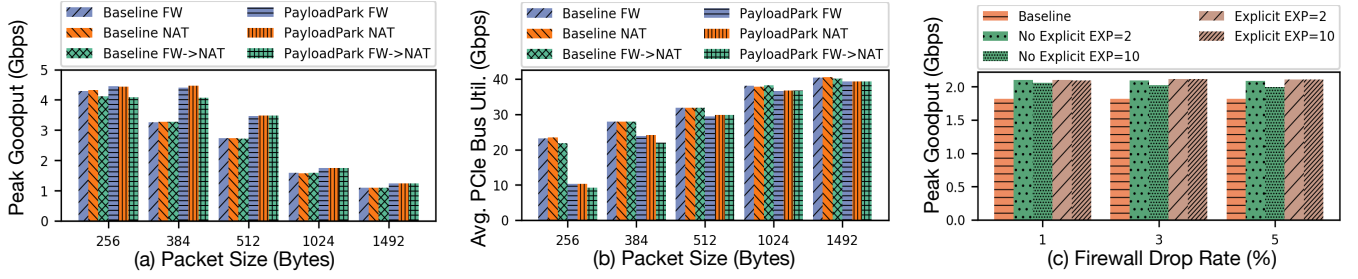 Baseline FW
PayloadPark FW
Baseline NAT
PayloadPark NAT
Baseline FW->NAT
PayloadPark FW->NAT
Peak Goodput (Gbps)
5
4
3
2
1
0
256 384 512 1024 1492
(a) Packet Size (Bytes)
Baseline FW
PayloadPark FW
Baseline NAT
PayloadPark NAT
Baseline FW->NAT
PayloadPark FW->NAT
Avg. PCIe Bus Util. (Gbps)
40
30
20
10
0
256 384 512 1024 1492
(b) Packet Size (Bytes)
Baseline
Explicit EXP=2
No Explicit EXP=2
Explicit EXP=10
No Explicit EXP=10
Peak Goodput (Gbps)
2.0
1.5
1.0
0.5
0.0
1 3 5
(c) Firewall Drop Rate (%)